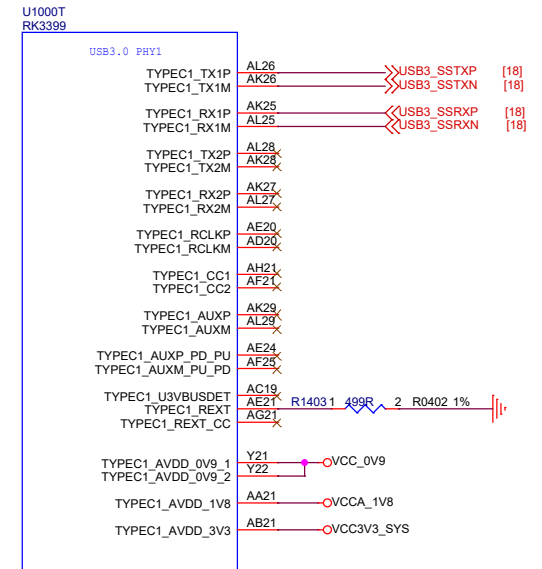 U1000T
RK3399
USB3.0 PHY1
TYPEC1_TX1P AL26 USB3_SSTXP [18]
TYPEC1_TX1M AK26 USB3_SSTXN [18]
TYPEC1_RX1P AK25 USB3_SSRXP [18]
TYPEC1_RX1M AL25 USB3_SSRXN [18]
TYPEC1_TX2P AL28
TYPEC1_TX2M AK28
TYPEC1_RX2P AK27
TYPEC1_RX2M AL27
TYPEC1_RCLKP AE20
TYPEC1_RCLKM AD20
TYPEC1_CC1 AH21
TYPEC1_CC2 AF21
TYPEC1_AUXP AK29
TYPEC1_AUXM AL29
TYPEC1_AUXP_PD_PU AE24
TYPEC1_AUXM_PU_PD AF25
TYPEC1_U3VBUSDET AC19
TYPEC1_REXT AE21 R1403 1 499R 2 R0402 1%
TYPEC1_REXT_CC AG21
TYPEC1_AVDD_0V9_1 Y21 VCC_0V9
TYPEC1_AVDD_0V9_2 Y22
TYPEC1_AVDD_1V8 AA21 VCCA_1V8
TYPEC1_AVDD_3V3 AB21 VCC3V3_SYS